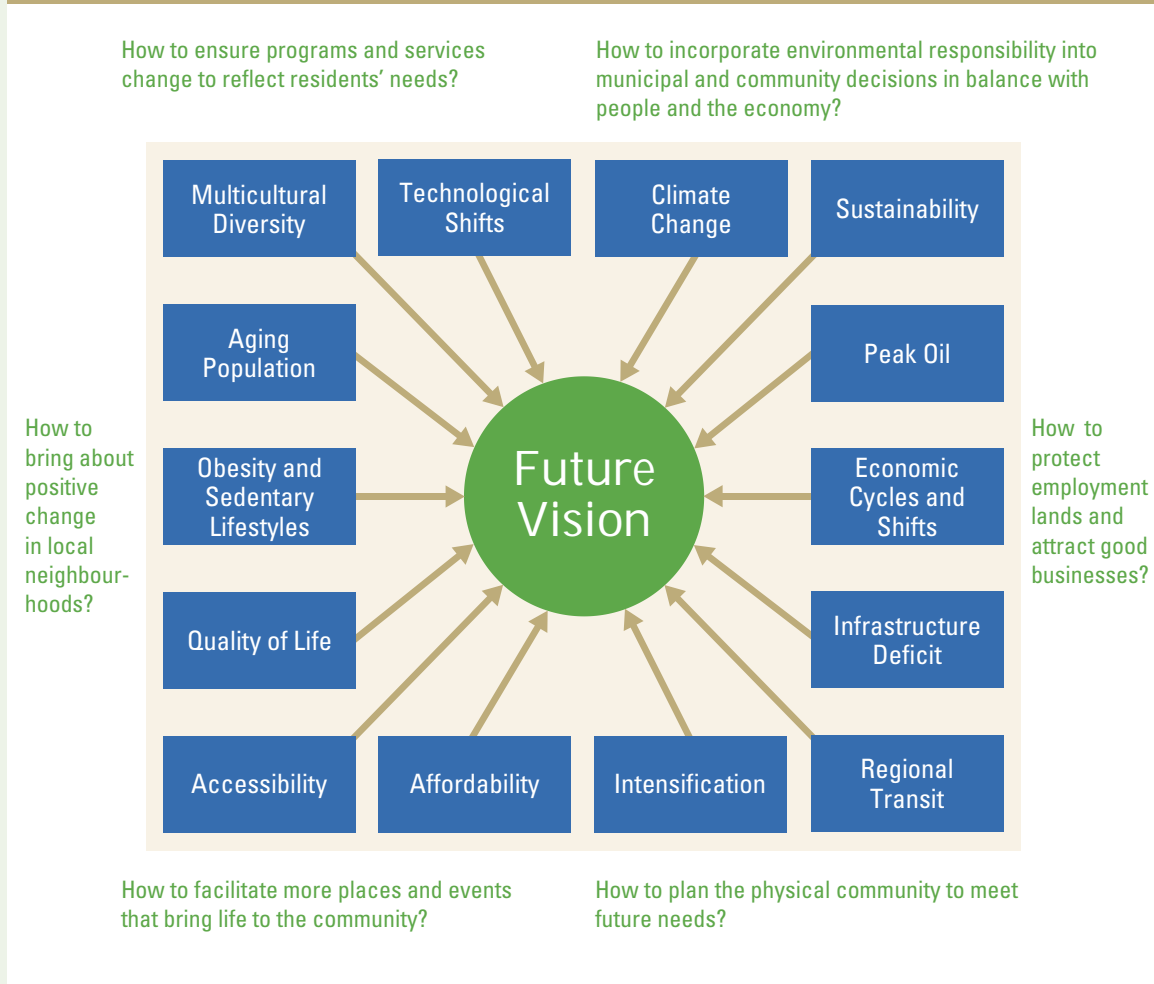 How to ensure programs and services
change to reflect residents’ needs?
How to incorporate environmental responsibility into
municipal and community decisions in balance with
people and the economy?
Multicultural
Diversity
Technological
Shifts
Climate
Change
Sustainability
Aging
Population
Peak Oil
How to
bring about
positive
change
in local
neighbour-
hoods?
Obesity and
Sedentary
Lifestyles
Future
Vision
Economic
Cycles and
Shifts
How to
protect
employment
lands and
attract good
businesses?
Quality of Life
Infrastructure
Deficit
Accessibility
Affordability
Intensification
Regional
Transit
How to facilitate more places and events
that bring life to the community?
How to plan the physical community to meet
future needs?